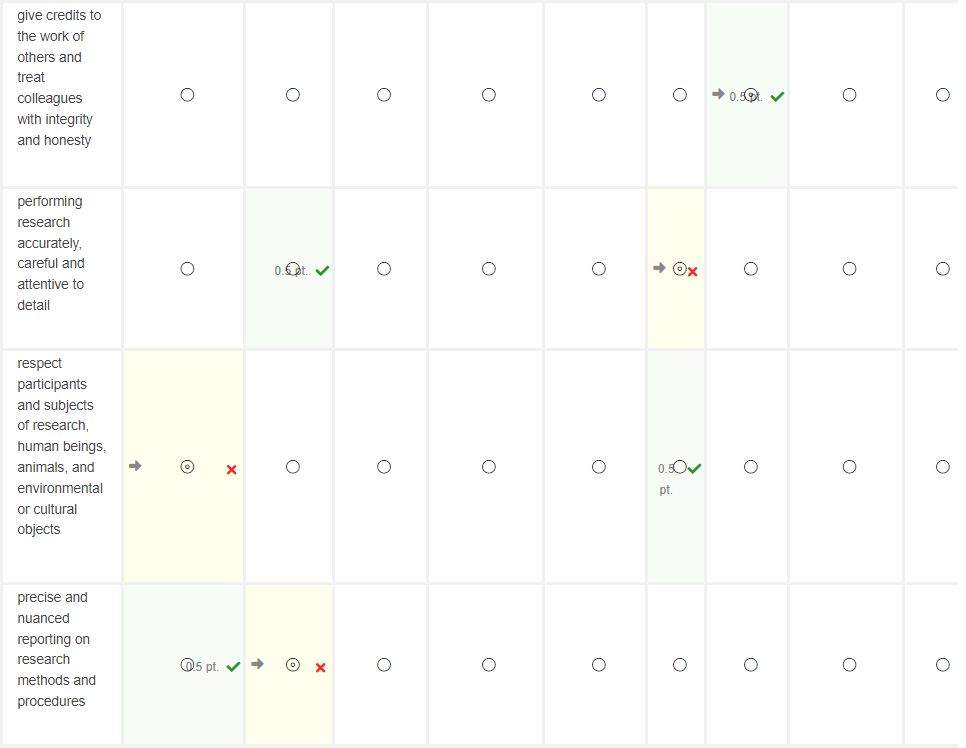 give credits to
the work of
others and
treat
colleagues
with integrity
and honesty
0.5 pt.
performing
research
accurately,
careful and
attentive to
detail
0.5 pt.
respect
participants
and subjects
of research,
human beings,
animals, and
environmental
or cultural
objects
0.5
pt.
precise and
nuanced
reporting on
research
methods and
procedures
0.5 pt.